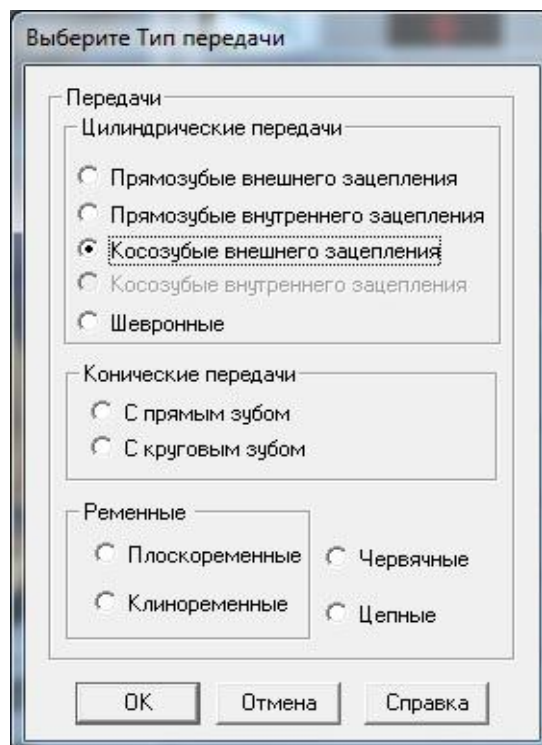 Выберите Тип передачи
Передачи
Цилиндрические передачи
Прямозубые внешнего зацепления
Прямозубые внутреннего зацепления
Косозубые внешнего зацепления
Косозубые внутреннего зацепления
Шевронные
Конические передачи
С прямым зубом
С круговым зубом
Ременные
Плоскоременные
Червячные
Клиноременные
Цепные
OK
Отмена
Справка